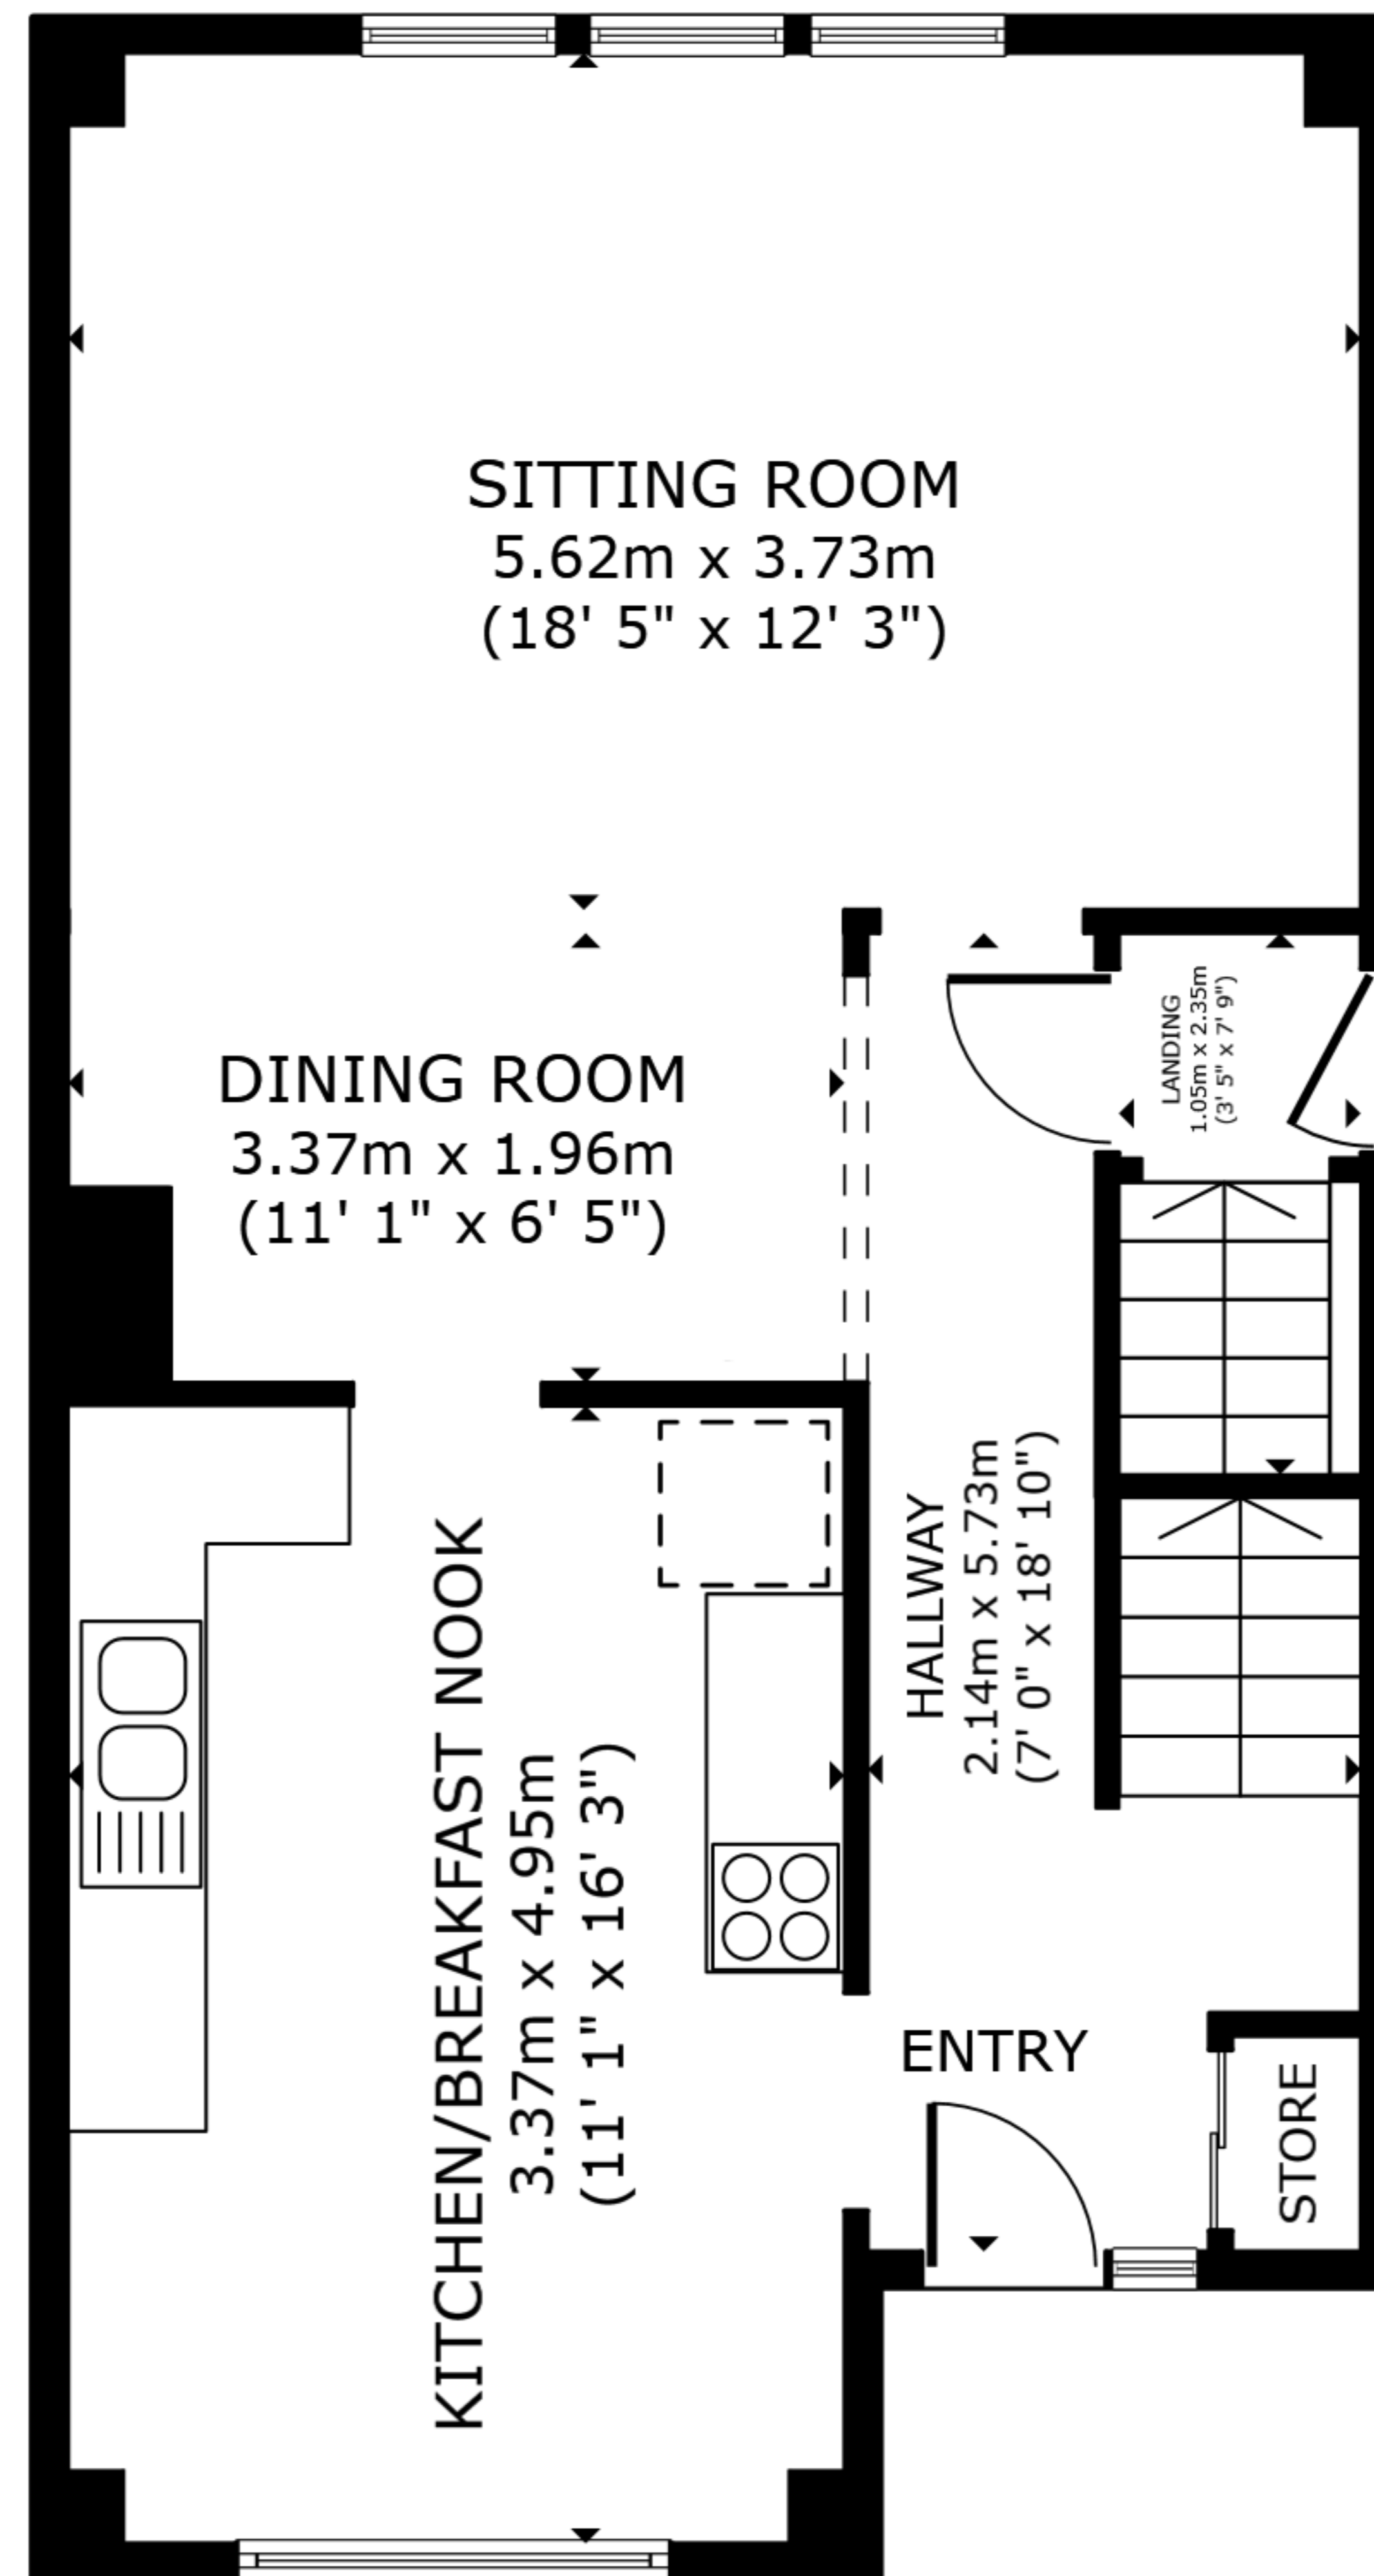 SITTING ROOM
5.62m x 3.73m
(18' 5" x 12' 3")
DINING ROOM
3.37m x 1.96m
(11' 1" x 6' 5")
LANDING
1.05m x 2.35m
(3' 5" x 7' 9")
HALLWAY
2.14m x 5.73m
(7' 0" x 18' 10")
KITCHEN/BREAKFAST NOOK
3.37m x 4.95m
(11' 1" x 16' 3")
ENTRY
STORE